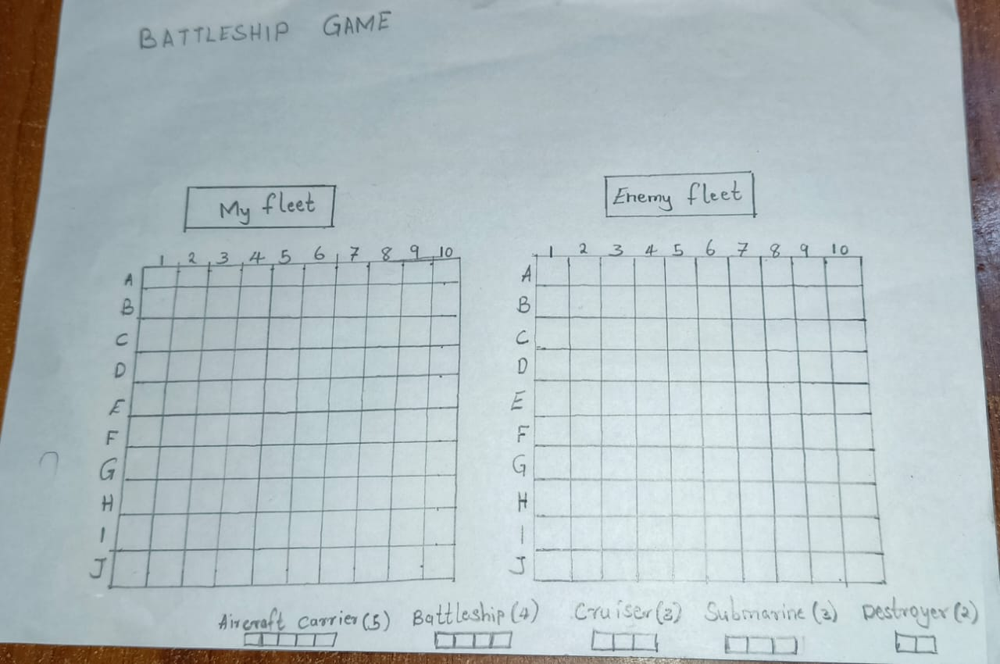 BATTLESHIP GAME
My fleet
Enemy fleet
1 2 3 4 5 6 7 8 9 10
A
B
C
D
E
F
G
H
I
J
1 2 3 4 5 6 7 8 9 10
A
B
C
D
E
F
G
H
I
J
Aircraft carrier (5) Battleship (4) Cruiser (3) Submarine (3) Destroyer (2)